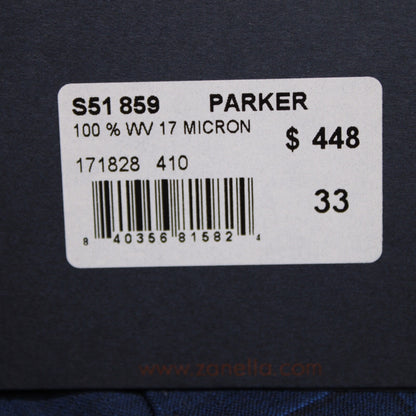 S51 859 PARKER
100 % WV 17 MICRON
$ 448
171828 410
33
8 40356 81582 4
www.zanella.com